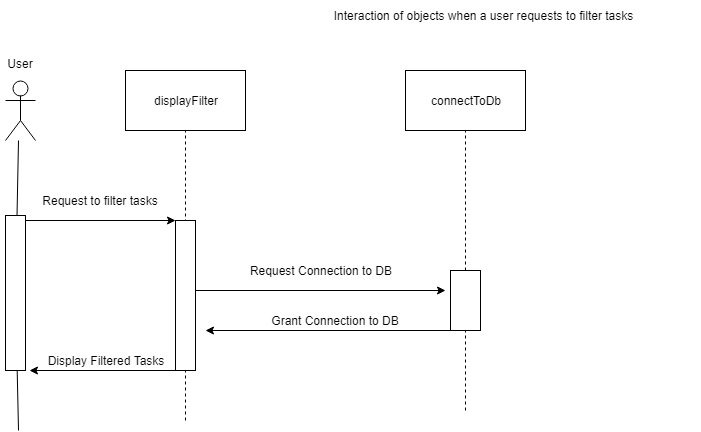 Interaction of objects when a user requests to filter tasks
User
displayFilter
connectToDb
Request to filter tasks
Request Connection to DB
Grant Connection to DB
Display Filtered Tasks